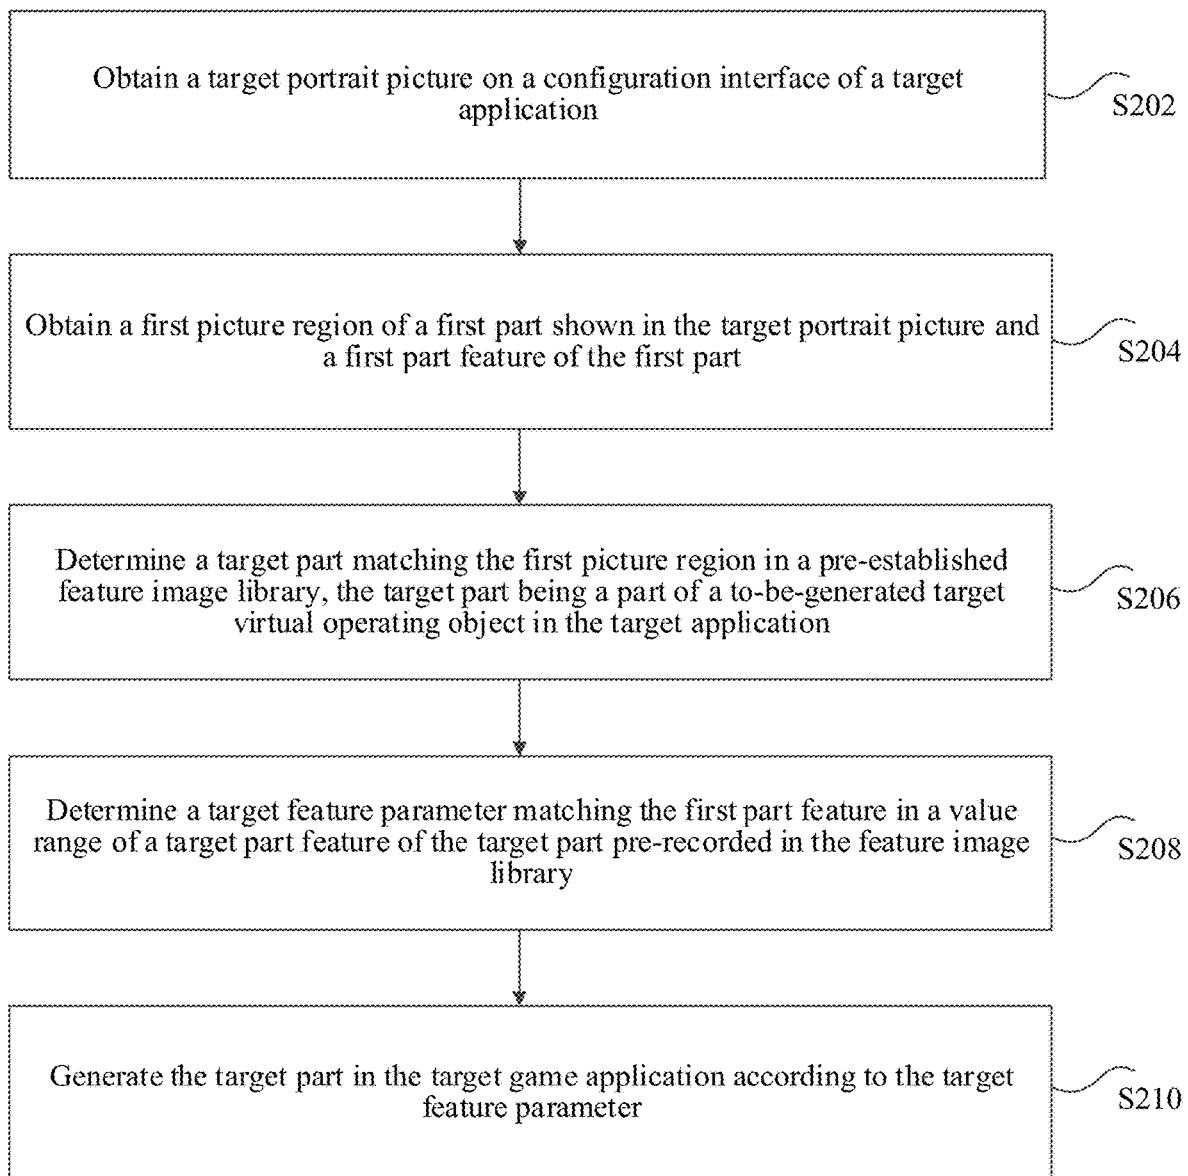 Obtain a target portrait picture on a configuration interface of a target
application
S202
Obtain a first picture region of a first part shown in the target portrait picture and
a first part feature of the first part
S204
Determine a target part matching the first picture region in a pre-established
feature image library, the target part being a part of a to-be-generated target
virtual operating object in the target application
S206
Determine a target feature parameter matching the first part feature in a value
range of a target part feature of the target part pre-recorded in the feature image
library
S208
Generate the target part in the target game application according to the target
feature parameter
S210